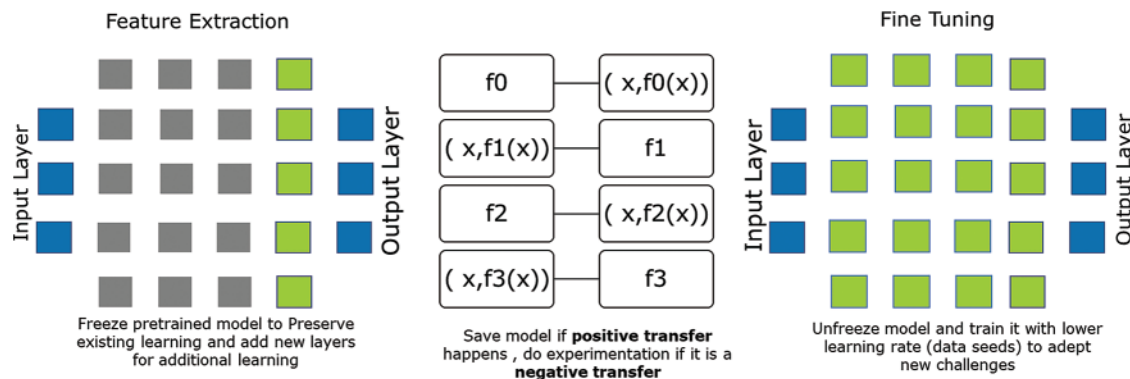 Feature Extraction
Input Layer
Output Layer
Freeze pretrained model to Preserve
existing learning and add new layers
for additional learning
f0
( x,f0(x))
( x,f1(x))
f1
f2
( x,f2(x))
( x,f3(x))
f3
Save model if positive transfer
happens , do experimentation if it is a
negative transfer
Fine Tuning
Input Layer
Output Layer
Unfreeze model and train it with lower
learning rate (data seeds) to adept
new challenges